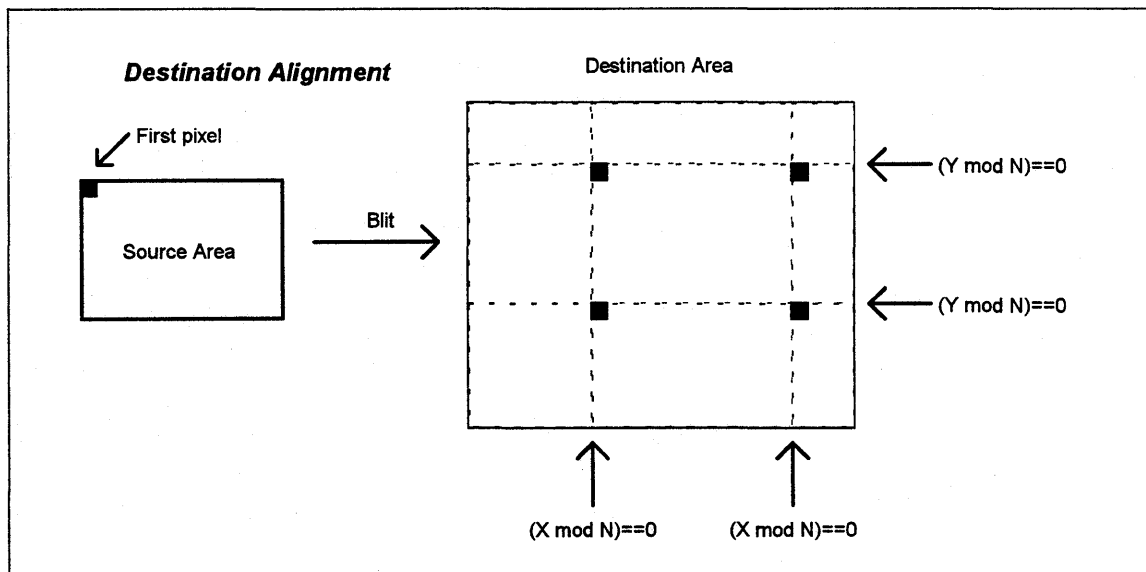 Destination Alignment
Destination Area
First pixel
Source Area
Blit
(Y mod N)==0
(Y mod N)==0
(X mod N)==0
(X mod N)==0